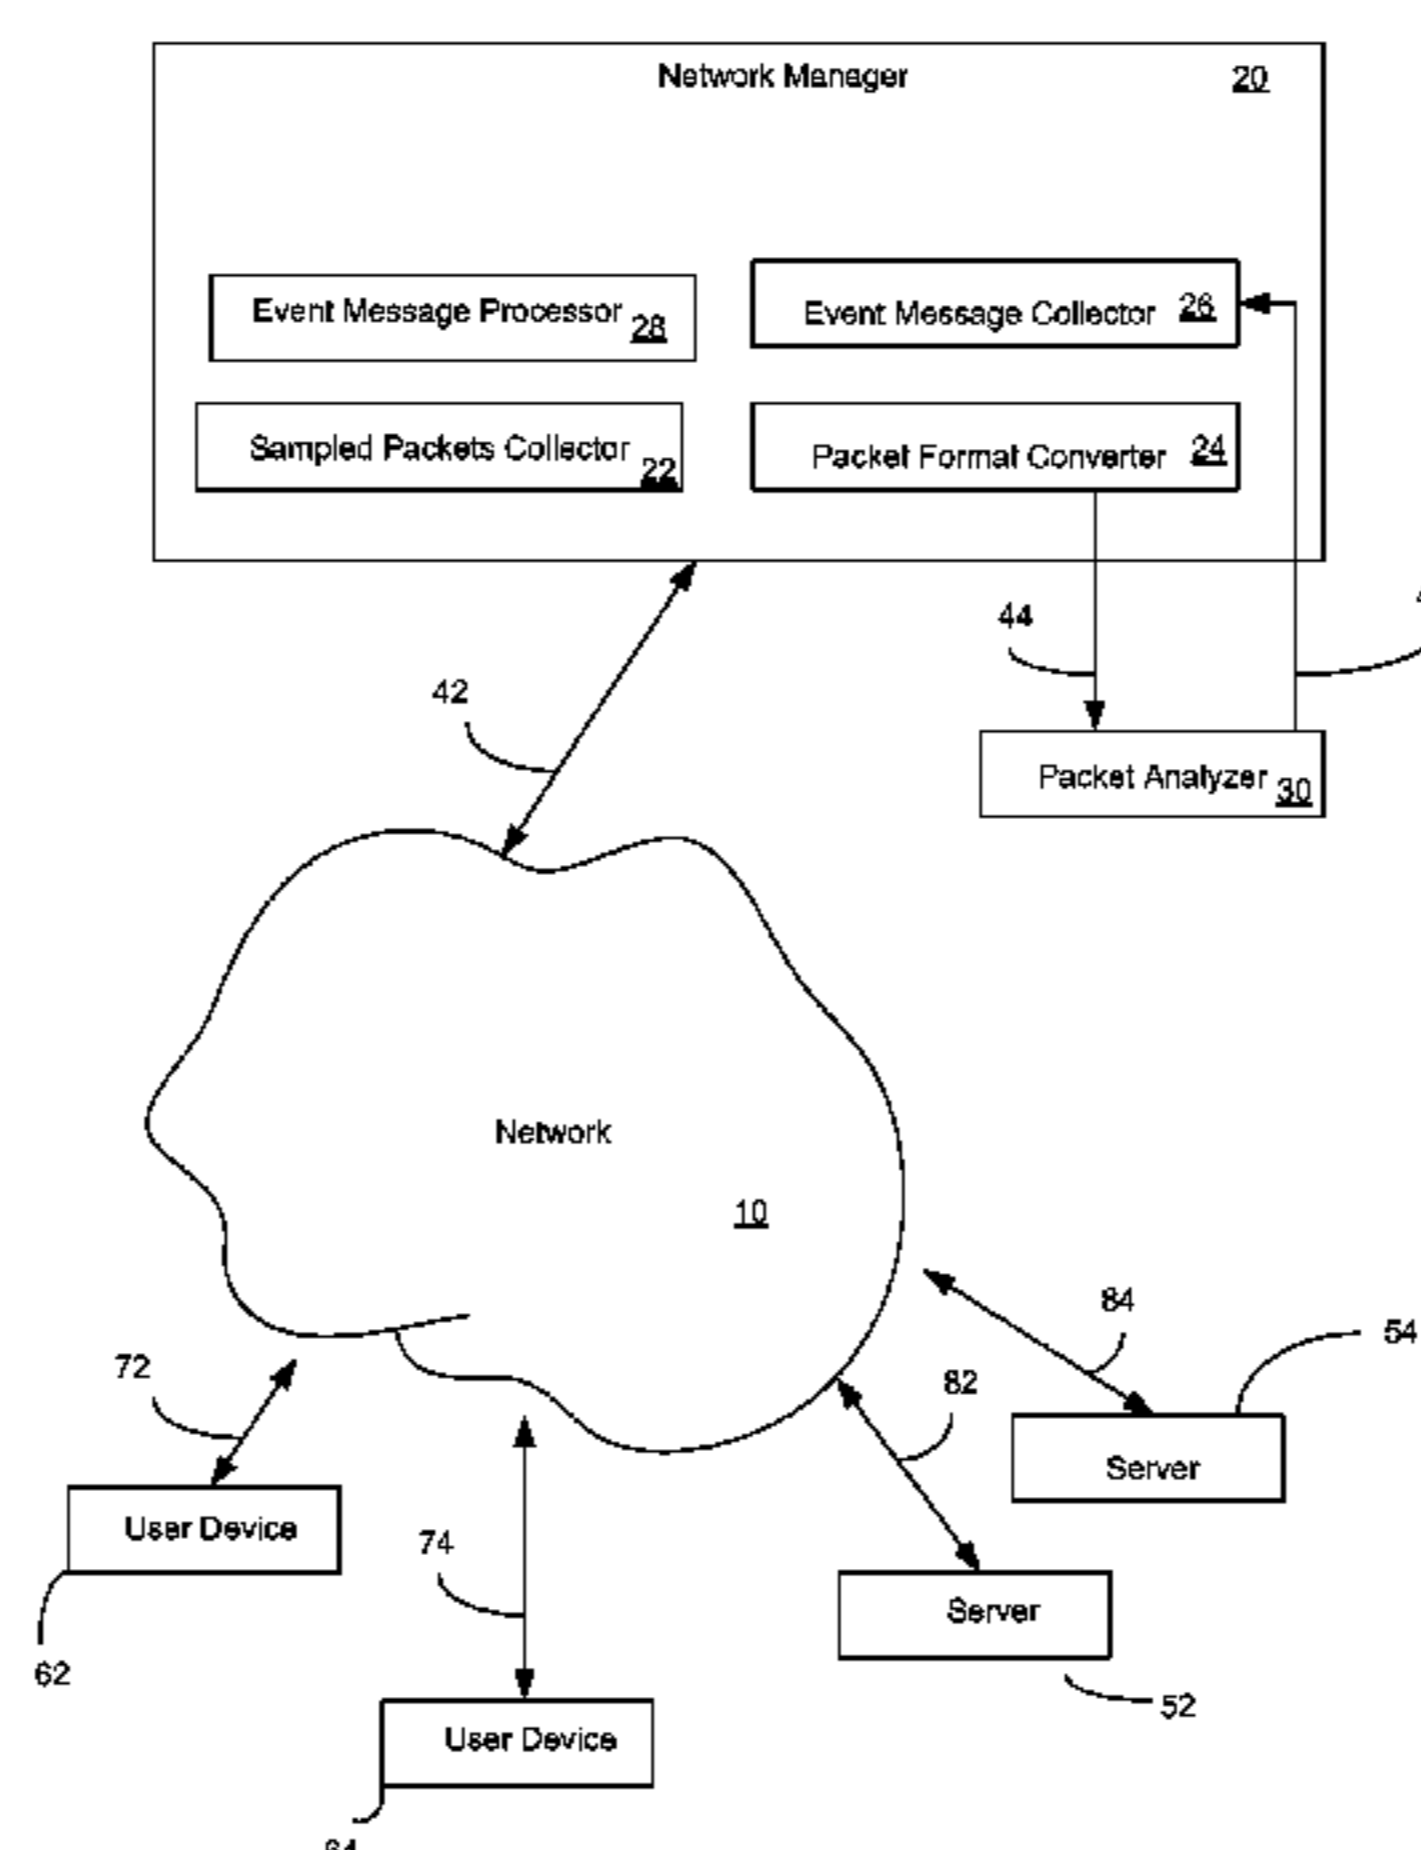 Network Manager 20
Event Message Processor 28
Event Message Collector 26
Sampled Packets Collector 22
Packet Format Converter 24
44
42
Packet Analyzer 30
Network
10
84
54
72
82
Server
User Device
74
Server
62
52
User Device